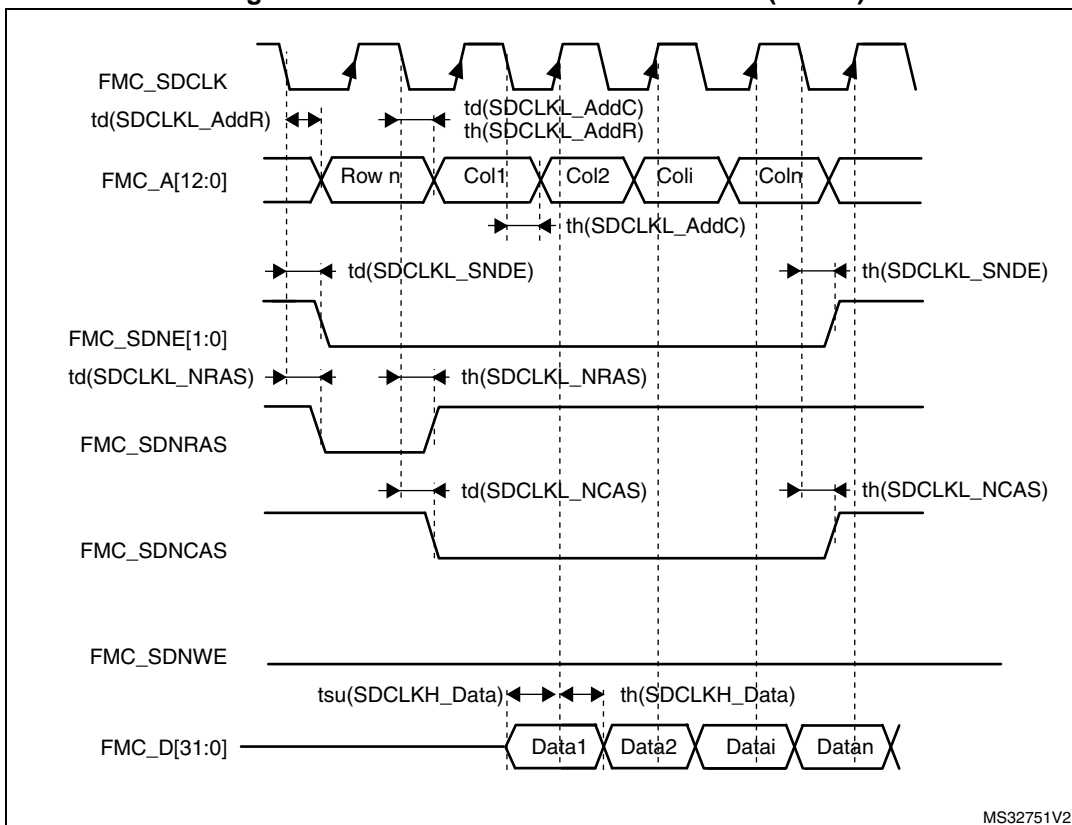 FMC_SDCLK
td(SDCLKL_AddR)
td(SDCLKL_AddC)
th(SDCLKL_AddR)
FMC_A[12:0]
Row n
Col1
Col2
Coli
Coln
th(SDCLKL_AddC)
td(SDCLKL_SNDE)
th(SDCLKL_SNDE)
FMC_SDNE[1:0]
td(SDCLKL_NRAS)
th(SDCLKL_NRAS)
FMC_SDNRAS
td(SDCLKL_NCAS)
th(SDCLKL_NCAS)
FMC_SDNCAS
FMC_SDNWE
tsu(SDCLKH_Data)
th(SDCLKH_Data)
FMC_D[31:0]
Data1
Data2
Datai
Datan
MS32751V2